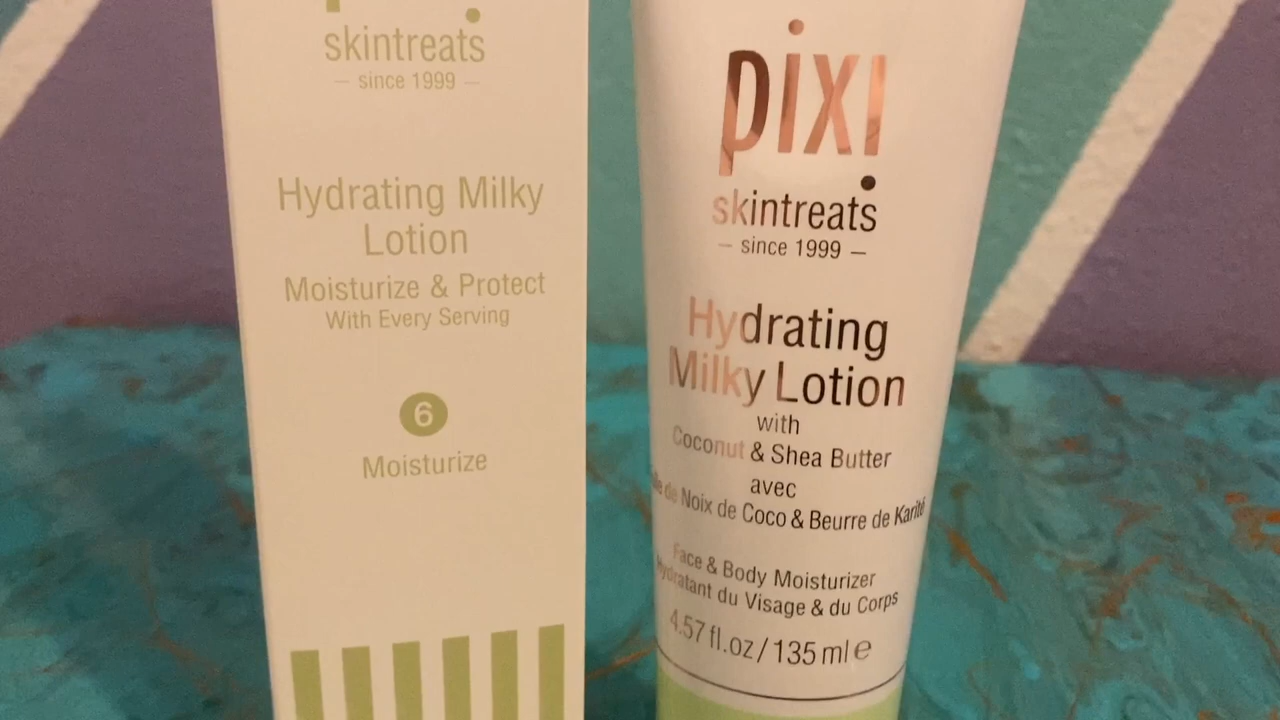 skintreats
– since 1999 –
Hydrating Milky
Lotion
Moisturize & Protect
With Every Serving
6
Moisturize
pixi
skintreats
– since 1999 –
Hydrating
Milky Lotion
with
Coconut & Shea Butter
avec
de Noix de Coco & Beurre de Karité
Face & Body Moisturizer
Hydratant du Visage & du Corps
4.57 fl.oz / 135 ml e